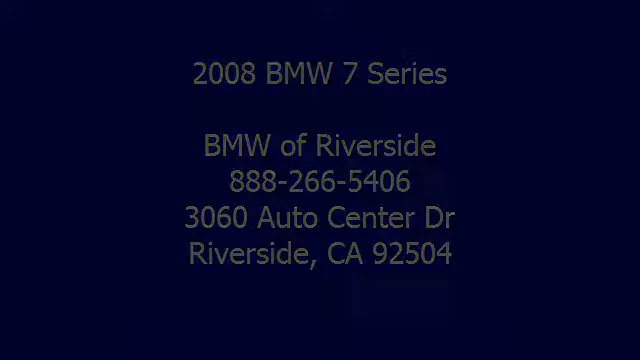 2008 BMW 7 Series
BMW of Riverside
888-266-5406
3060 Auto Center Dr
Riverside, CA 92504